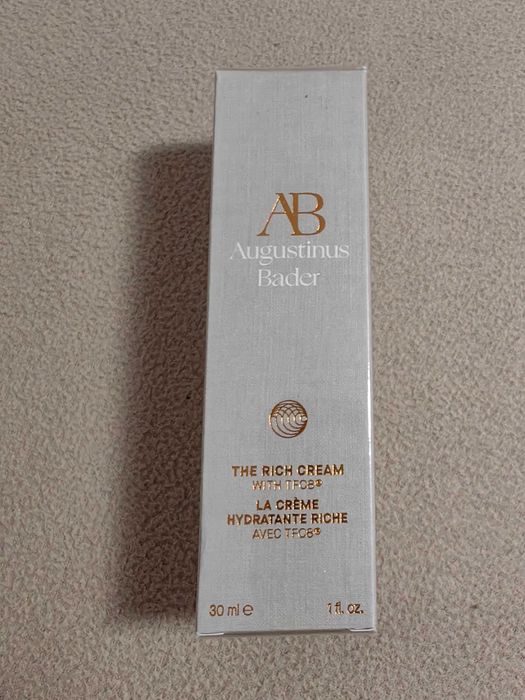 AB
Augustinus
Bader
THE RICH CREAM
WITH TFC8®
LA CRÈME
HYDRATANTE RICHE
AVEC TFC8®
30 ml e 1 fl. oz.